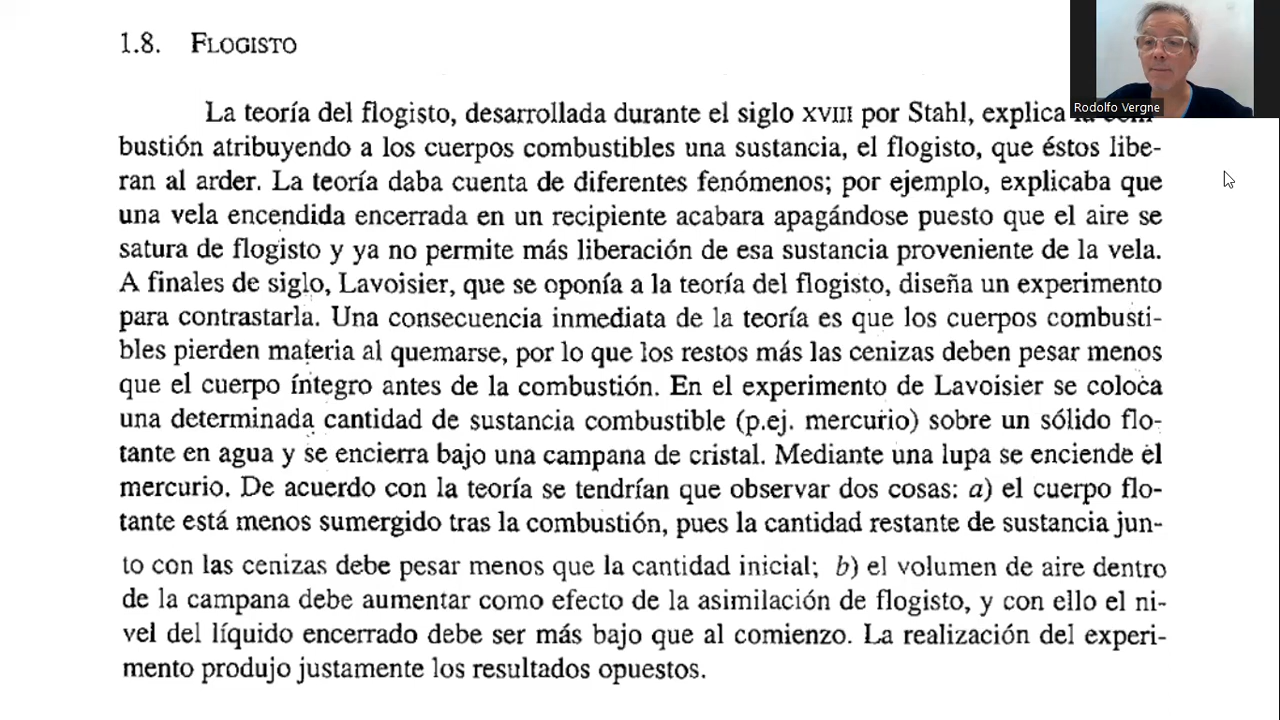 1.8. FLOGISTO
Rodolfo Vergne
La teoría del flogisto, desarrollada durante el siglo XVIII por Stahl, explica la com-
bustión atribuyendo a los cuerpos combustibles una sustancia, el flogisto, que éstos libe-
ran al arder. La teoría daba cuenta de diferentes fenómenos; por ejemplo, explicaba que
una vela encendida encerrada en un recipiente acabara apagándose puesto que el aire se
satura de flogisto y ya no permite más liberación de esa sustancia proveniente de la vela.
A finales de siglo, Lavoisier, que se oponía a la teoría del flogisto, diseña un experimento
para contrastarla. Una consecuencia inmediata de la teoría es que los cuerpos combusti-
bles pierden materia al quemarse, por lo que los restos más las cenizas deben pesar menos
que el cuerpo íntegro antes de la combustión. En el experimento de Lavoisier se coloca
una determinada cantidad de sustancia combustible (p.ej. mercurio) sobre un sólido flo-
tante en agua y se encierra bajo una campana de cristal. Mediante una lupa se enciende el
mercurio. De acuerdo con la teoría se tendrían que observar dos cosas: a) el cuerpo flo-
tante está menos sumergido tras la combustión, pues la cantidad restante de sustancia jun-
to con las cenizas debe pesar menos que la cantidad inicial; b) el volumen de aire dentro
de la campana debe aumentar como efecto de la asimilación de flogisto, y con ello el ni-
vel del líquido encerrado debe ser más bajo que al comienzo. La realización del experi-
mento produjo justamente los resultados opuestos.